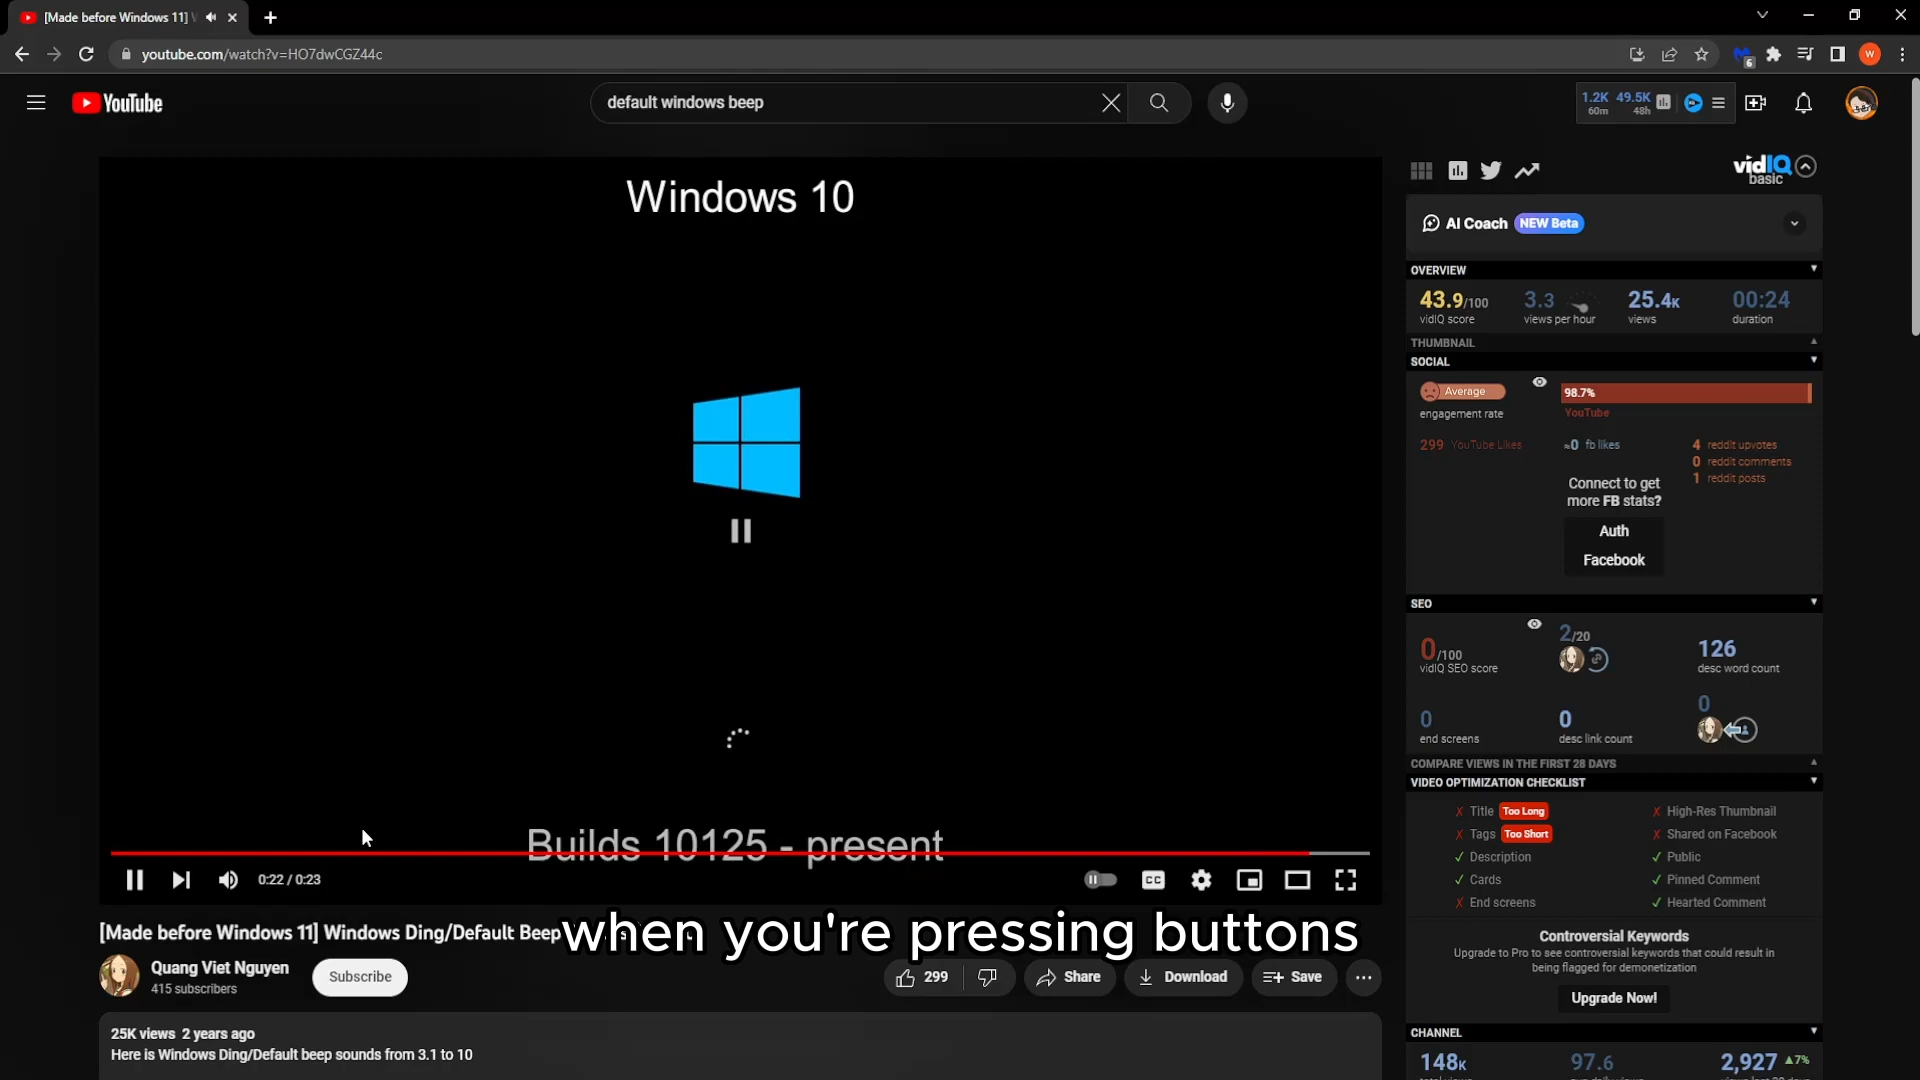 [Made before Windows 11]
youtube.com/watch?v=HO7dwCGZ44c
6
W
YouTube
default windows beep
1.2K 49.5K
60m 48h
Windows 10
Builds 10125 - present
0:22 / 0:23
CC
[Made before Windows 11] Windows Ding/Default Beep
when you're pressing buttons
Quang Viet Nguyen
415 subscribers
Subscribe
299
Share
Download
Save
25K views 2 years ago
Here is Windows Ding/Default beep sounds from 3.1 to 10
vidIQ
basic
AI Coach NEW Beta
OVERVIEW
43.9/100 3.3 25.4K 00:24
vidIQ score views per hour views duration
THUMBNAIL
SOCIAL
Average 98.7%
engagement rate YouTube
299 YouTube Likes ≈0 fb likes 4 reddit upvotes
0 reddit comments
1 reddit posts
Connect to get
more FB stats?
Auth
Facebook
SEO
0/100 2/20 126
vidIQ SEO score desc word count
0 0 0
end screens desc link count
COMPARE VIEWS IN THE FIRST 28 DAYS
VIDEO OPTIMIZATION CHECKLIST
✗ Title Too Long ✗ High-Res Thumbnail
✗ Tags Too Short ✗ Shared on Facebook
✓ Description ✓ Public
✓ Cards ✓ Pinned Comment
✗ End screens ✓ Hearted Comment
Controversial Keywords
Upgrade to Pro to see controversial keywords that could result in
being flagged for demonetization
Upgrade Now!
CHANNEL
148K 97.6 2,927 ▲7%